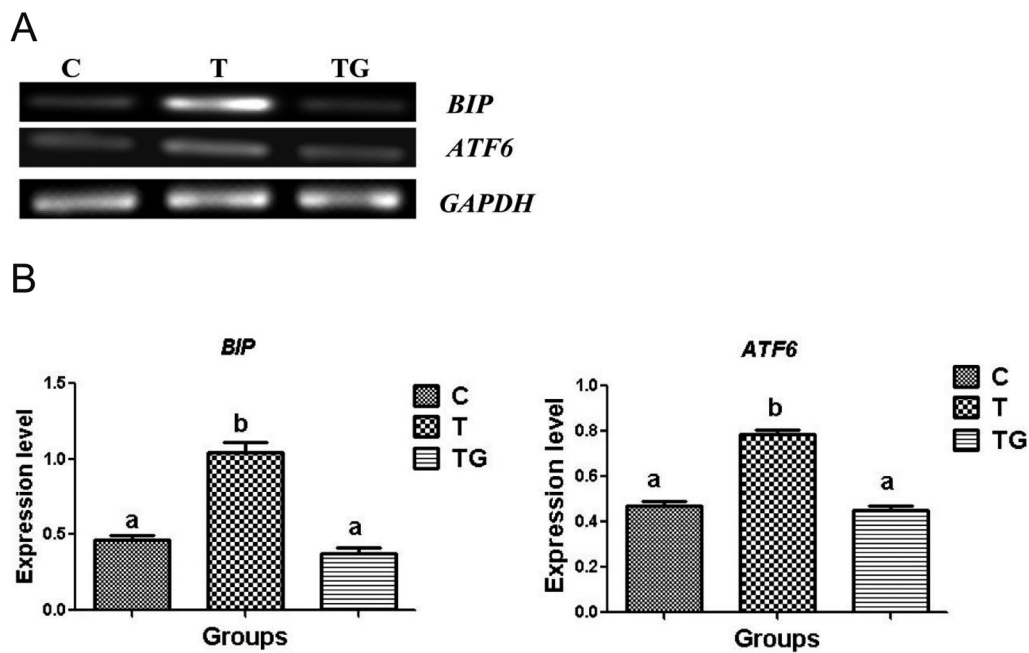 A
C T TG
BIP
ATF6
GAPDH
B
BIP
Expression level
1.5
1.0
0.5
0.0
a
b
a
Groups
C
T
TG
ATF6
Expression level
1.0
0.8
0.6
0.4
0.2
0.0
a
b
a
Groups
C
T
TG